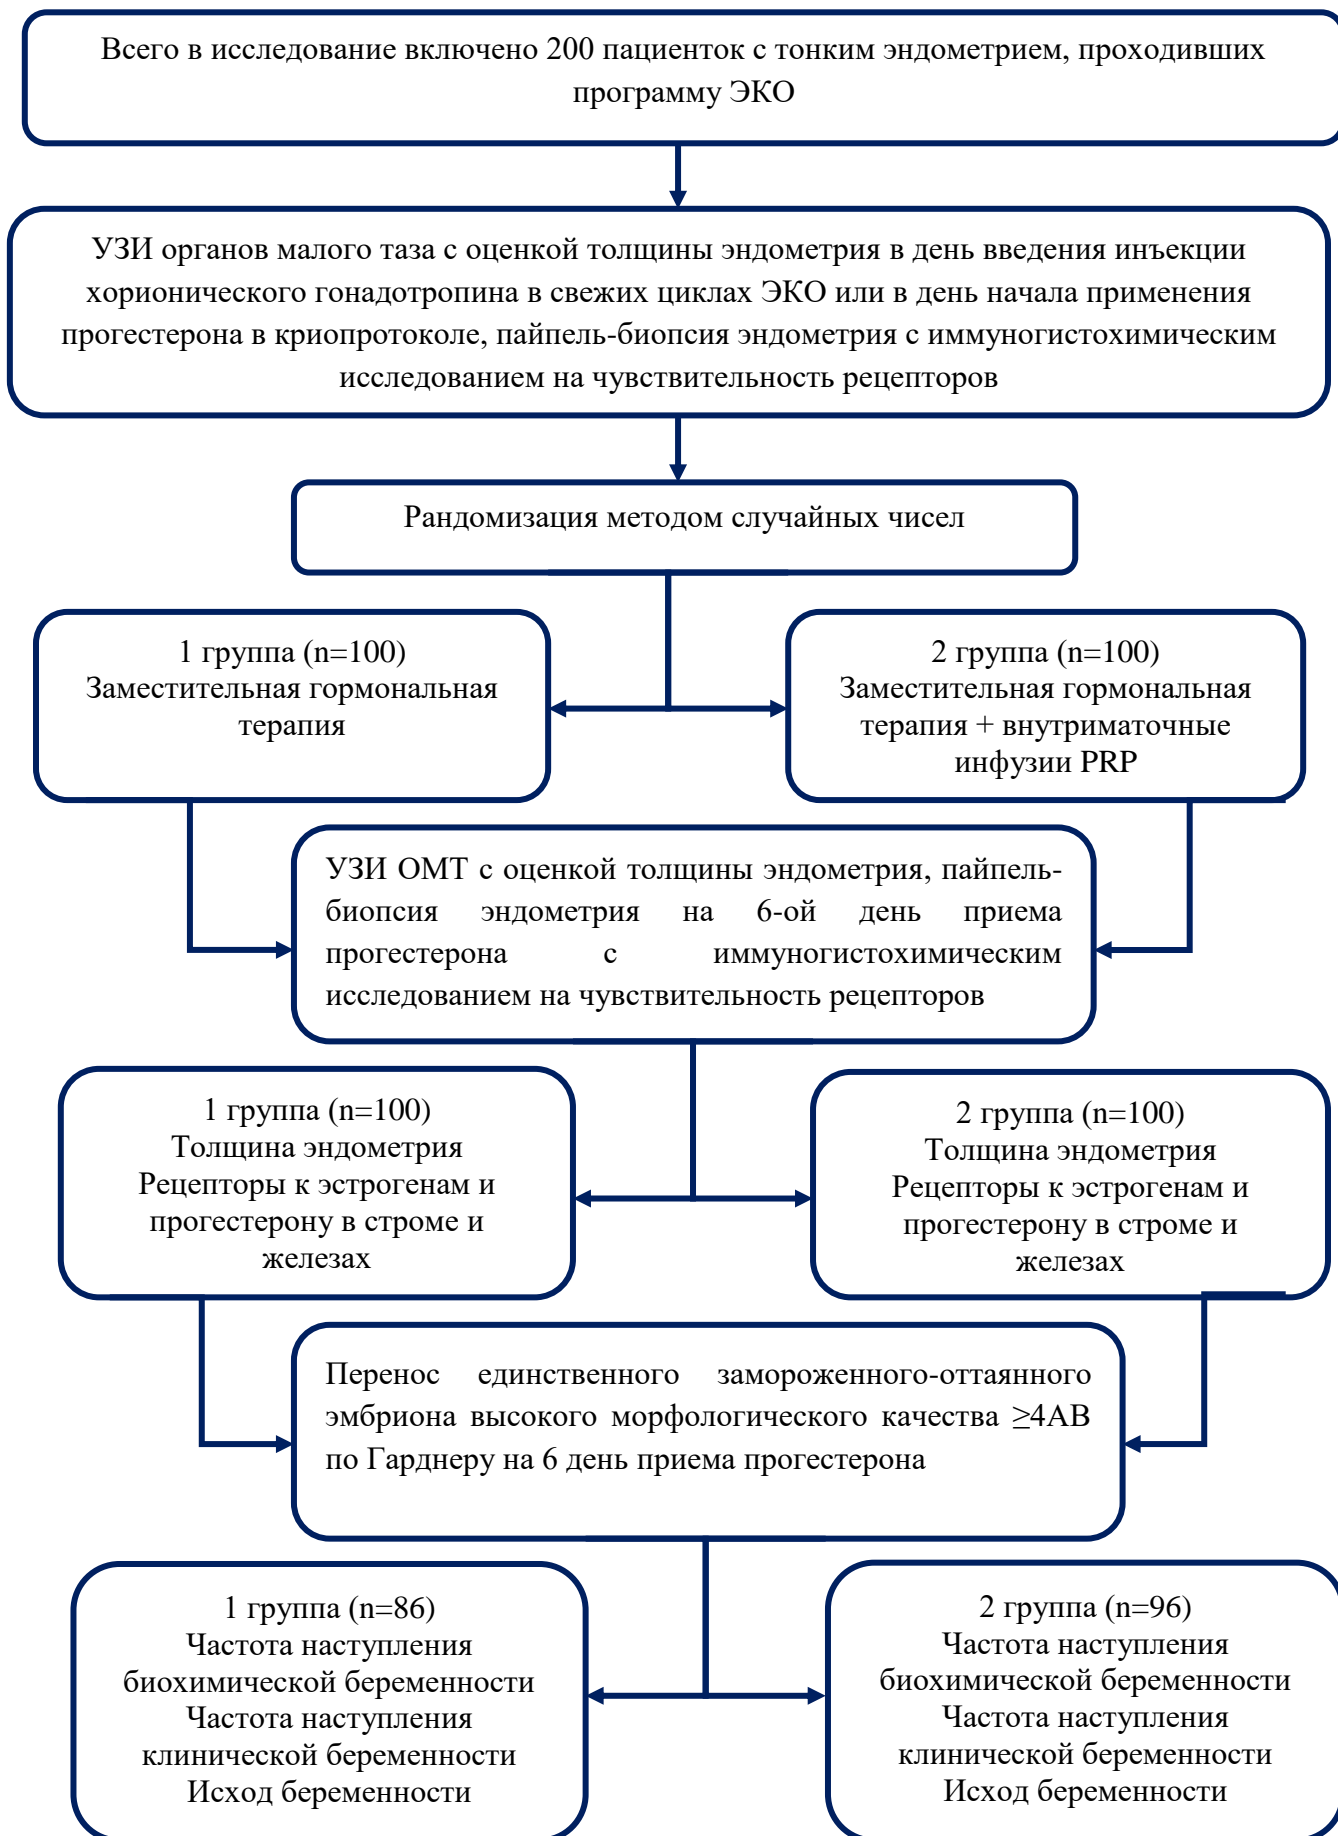 Всего в исследование включено 200 пациенток с тонким эндометрием, проходивших
программу ЭКО
УЗИ органов малого таза с оценкой толщины эндометрия в день введения инъекции
хорионического гонадотропина в свежих циклах ЭКО или в день начала применения
прогестерона в криопротоколе, пайпель-биопсия эндометрия с иммуногистохимическим
исследованием на чувствительность рецепторов
Рандомизация методом случайных чисел
1 группа (n=100)
Заместительная гормональная
терапия
2 группа (n=100)
Заместительная гормональная
терапия + внутриматочные
инфузии PRP
УЗИ ОМТ с оценкой толщины эндометрия, пайпель-
биопсия эндометрия на 6-ой день приема
прогестерона с иммуногистохимическим
исследованием на чувствительность рецепторов
1 группа (n=100)
Толщина эндометрия
Рецепторы к эстрогенам и
прогестерону в строме и
железах
2 группа (n=100)
Толщина эндометрия
Рецепторы к эстрогенам и
прогестерону в строме и
железах
Перенос единственного замороженного-оттаянного
эмбриона высокого морфологического качества ≥4АВ
по Гарднеру на 6 день приема прогестерона
1 группа (n=86)
Частота наступления
биохимической беременности
Частота наступления
клинической беременности
Исход беременности
2 группа (n=96)
Частота наступления
биохимической беременности
Частота наступления
клинической беременности
Исход беременности